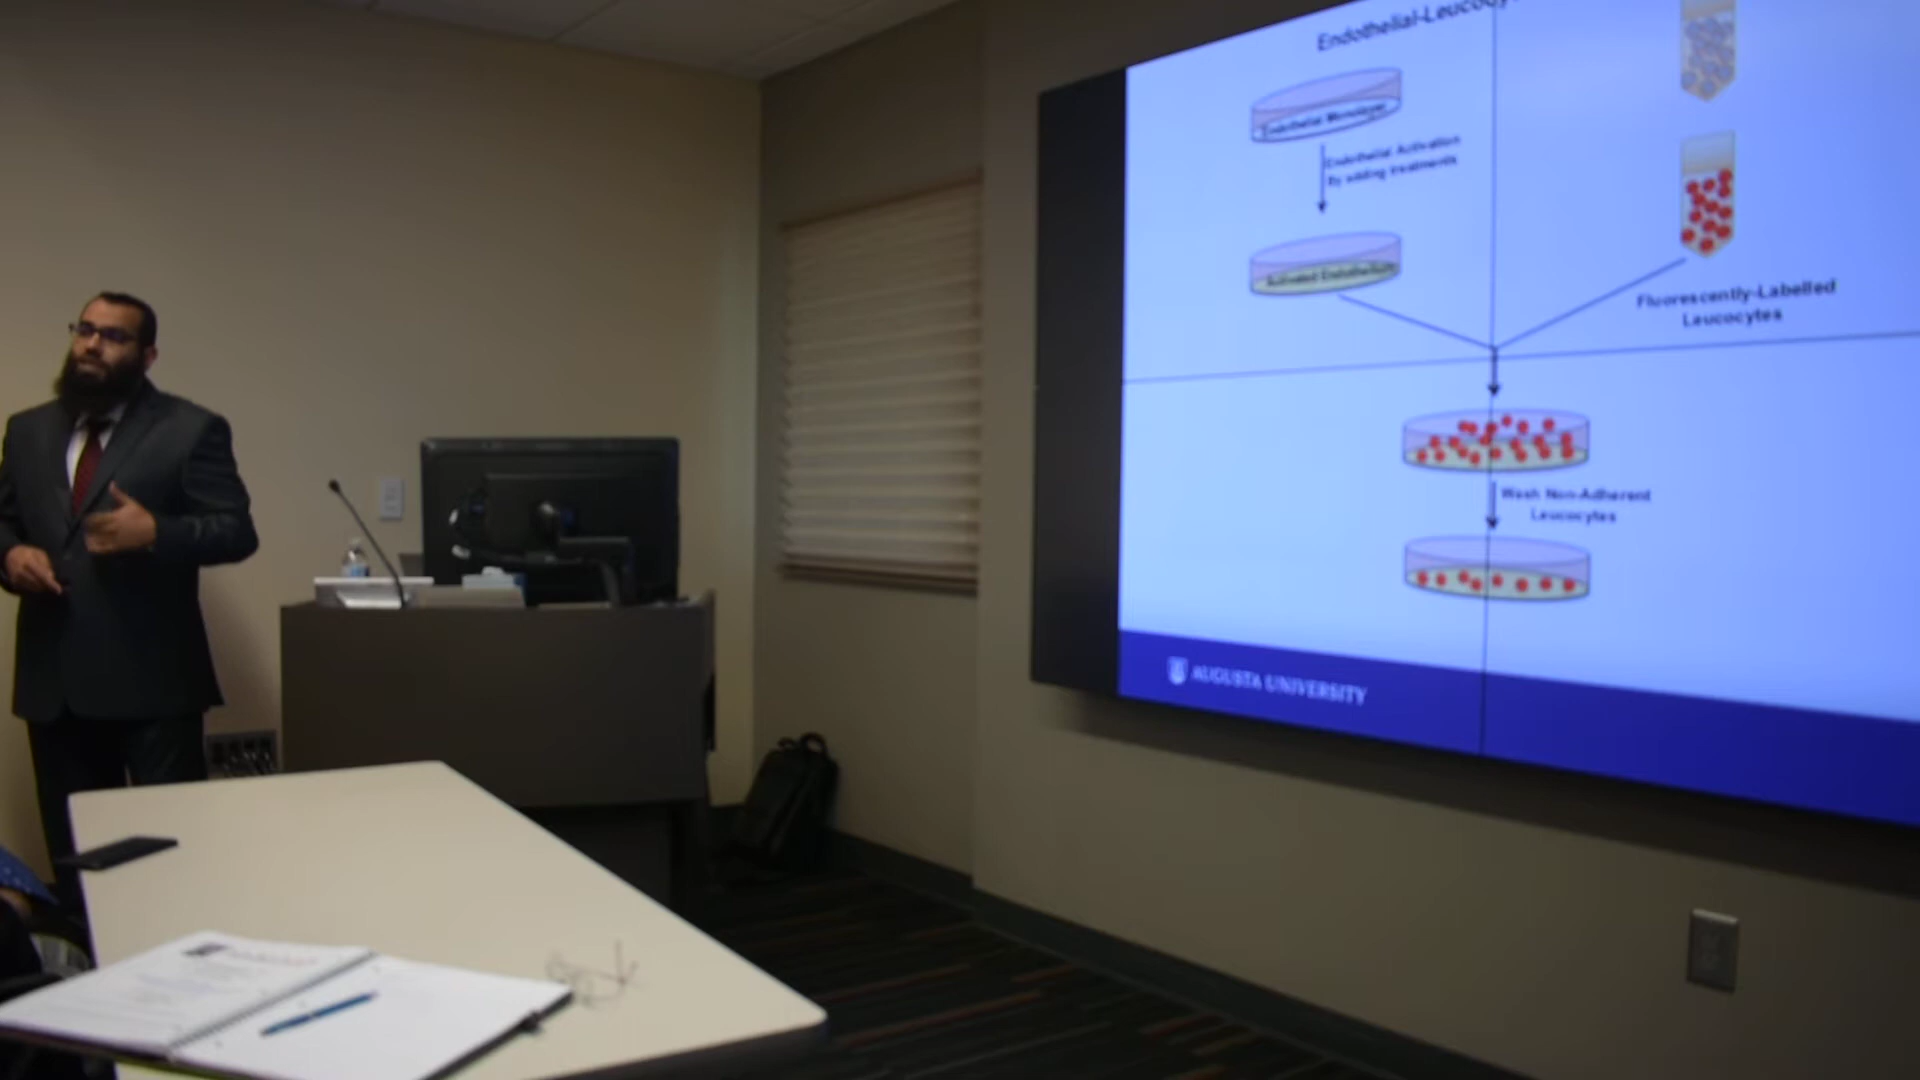 Endothelial-Leucocy
Endothelial Monolayer
Endothelial Activation
By adding treatments
Activated Endothelium
Fluorescently-Labelled
Leucocytes
Wash Non-Adherent
Leucocytes
AUGUSTA UNIVERSITY